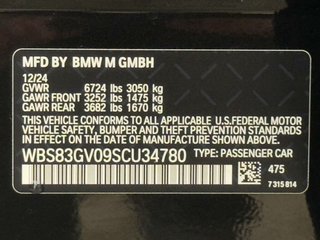 MFD BY BMW M GMBH
12/24
GVWR 6724 lbs 3050 kg
GAWR FRONT 3252 lbs 1475 kg
GAWR REAR 3682 lbs 1670 kg
THIS VEHICLE CONFORMS TO ALL APPLICABLE
U.S.FEDERAL MOTOR
VEHICLE SAFETY, BUMPER, AND THEFT PREVENTION
STANDARDS IN EFFECT ON THE DATE OF
MANUFACTURE SHOWN ABOVE.
WBS83GV09SCU34780 TYPE: PASSENGER CAR
475
7315814